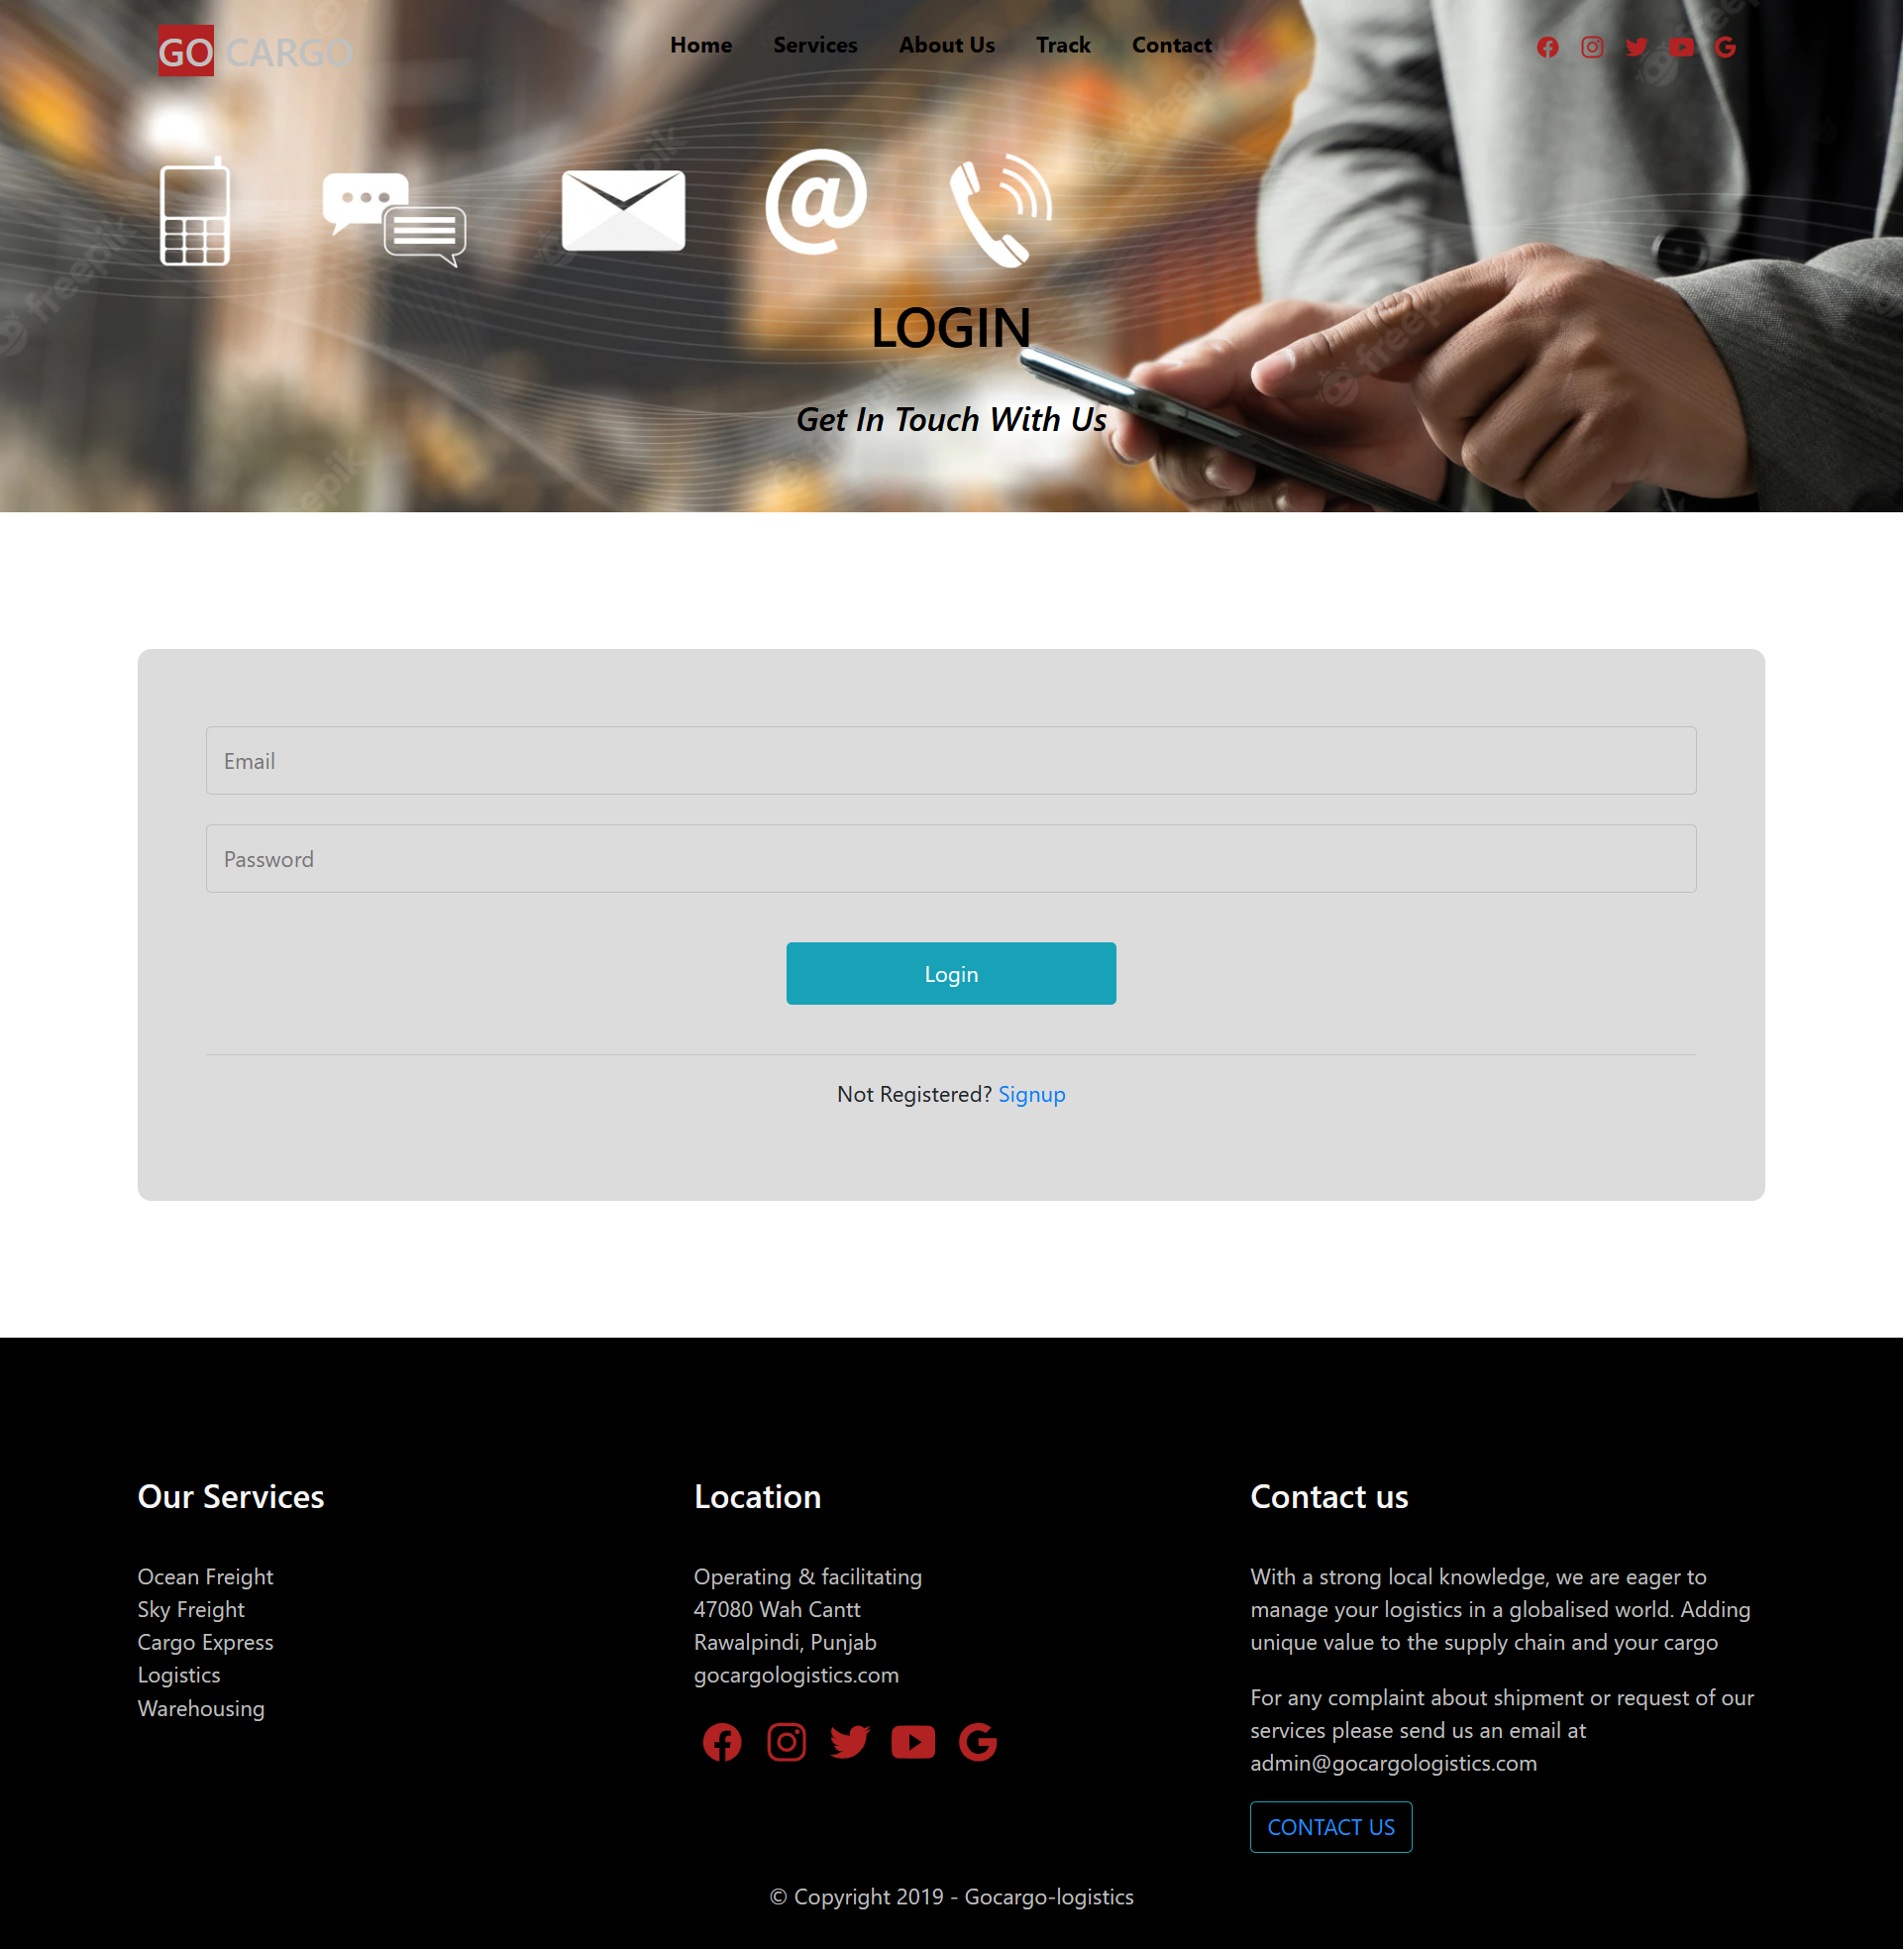 GO CARGO
Home Services About Us Track Contact
LOGIN
Get In Touch With Us
freepik
freepik
freepik
Email
Password
Login
Not Registered? Signup
Our Services
Ocean Freight
Sky Freight
Cargo Express
Logistics
Warehousing
Location
Operating & facilitating
47080 Wah Cantt
Rawalpindi, Punjab
gocargologistics.com
Contact us
With a strong local knowledge, we are eager to
manage your logistics in a globalised world. Adding
unique value to the supply chain and your cargo
For any complaint about shipment or request of our
services please send us an email at
admin@gocargologistics.com
CONTACT US
© Copyright 2019 - Gocargo-logistics